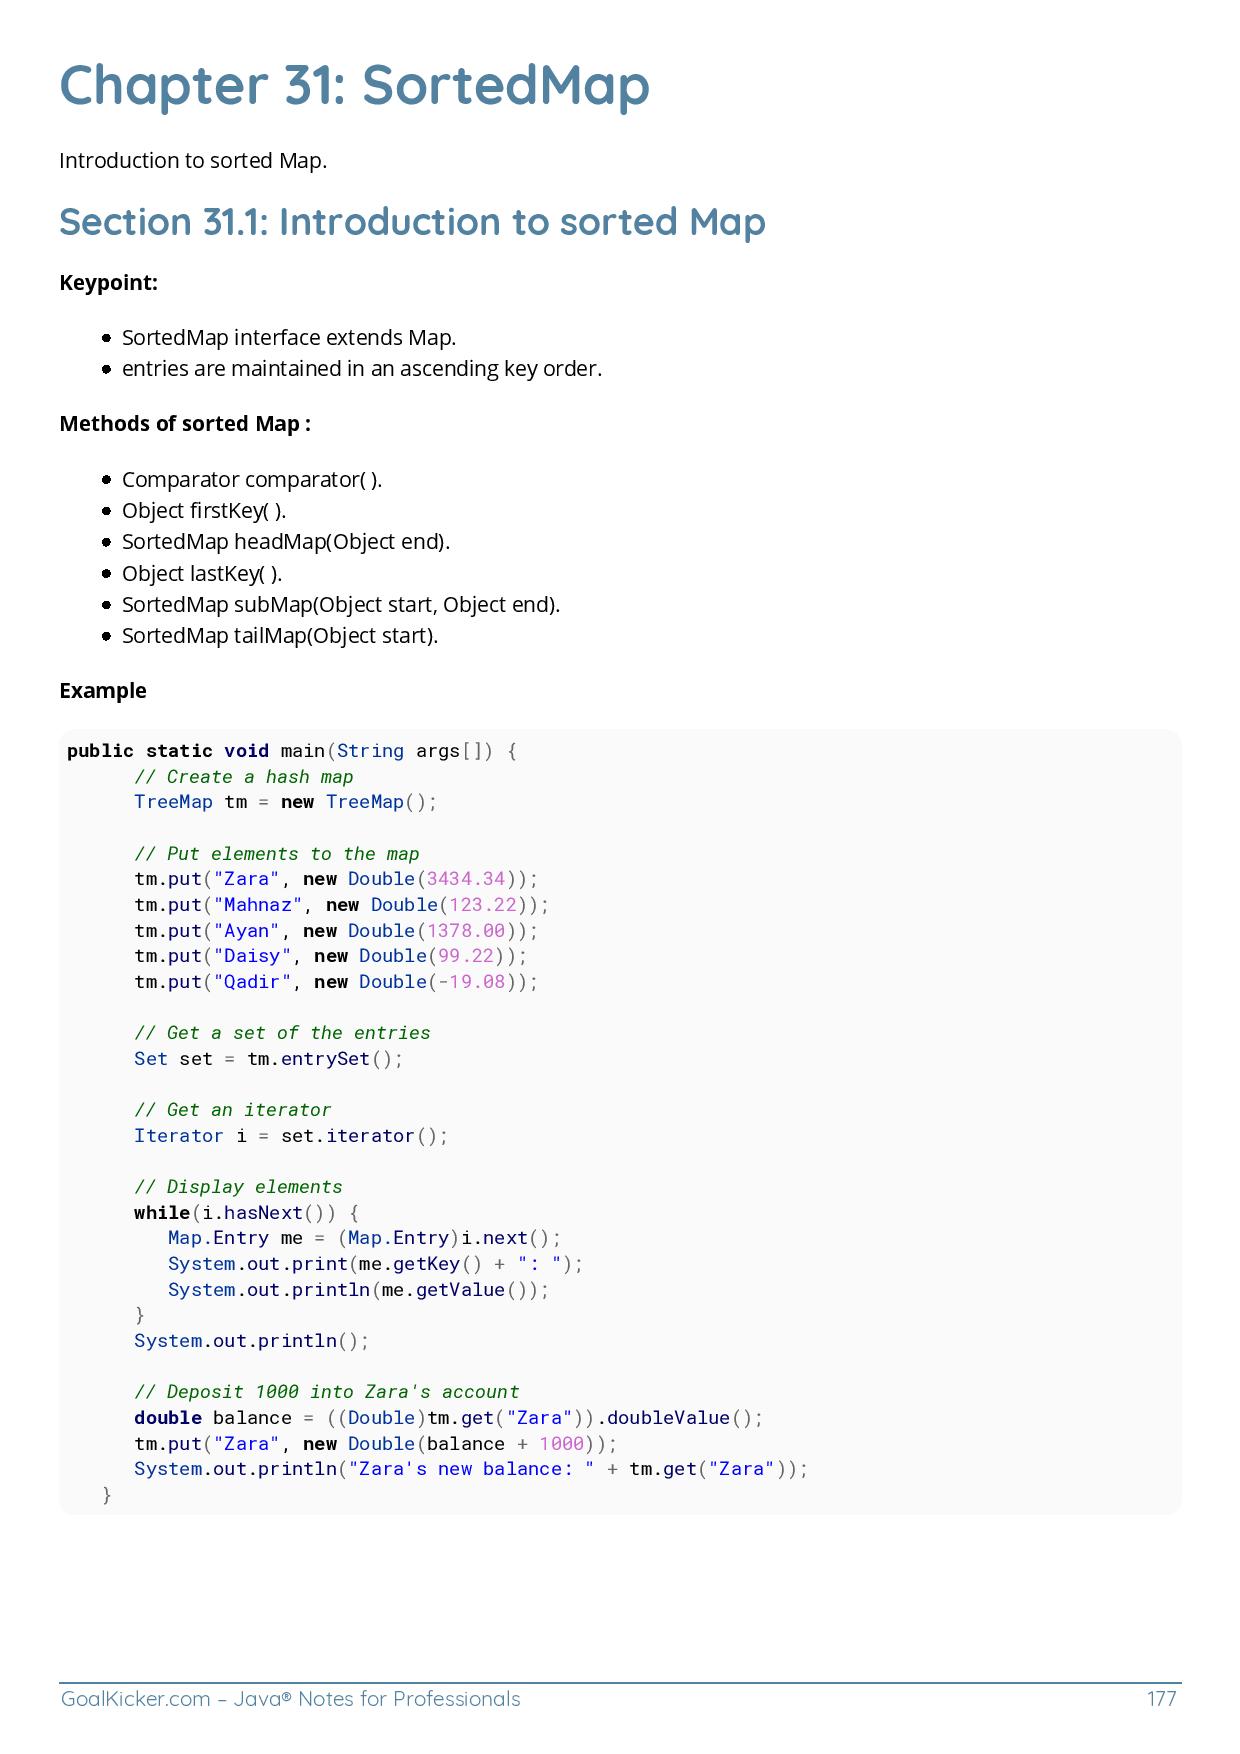 Chapter 31: SortedMap
Introduction to sorted Map.
Section 31.1: Introduction to sorted Map
Keypoint:
● SortedMap interface extends Map.
● entries are maintained in an ascending key order.
Methods of sorted Map :
● Comparator comparator( ).
● Object firstKey( ).
● SortedMap headMap(Object end).
● Object lastKey( ).
● SortedMap subMap(Object start, Object end).
● SortedMap tailMap(Object start).
Example
public static void main(String args[]) {
      // Create a hash map
      TreeMap tm = new TreeMap();

      // Put elements to the map
      tm.put("Zara", new Double(3434.34));
      tm.put("Mahnaz", new Double(123.22));
      tm.put("Ayan", new Double(1378.00));
      tm.put("Daisy", new Double(99.22));
      tm.put("Qadir", new Double(-19.08));

      // Get a set of the entries
      Set set = tm.entrySet();

      // Get an iterator
      Iterator i = set.iterator();

      // Display elements
      while(i.hasNext()) {
         Map.Entry me = (Map.Entry)i.next();
         System.out.print(me.getKey() + ": ");
         System.out.println(me.getValue());
      }
      System.out.println();

      // Deposit 1000 into Zara's account
      double balance = ((Double)tm.get("Zara")).doubleValue();
      tm.put("Zara", new Double(balance + 1000));
      System.out.println("Zara's new balance: " + tm.get("Zara"));
   }
GoalKicker.com – Java® Notes for Professionals 177